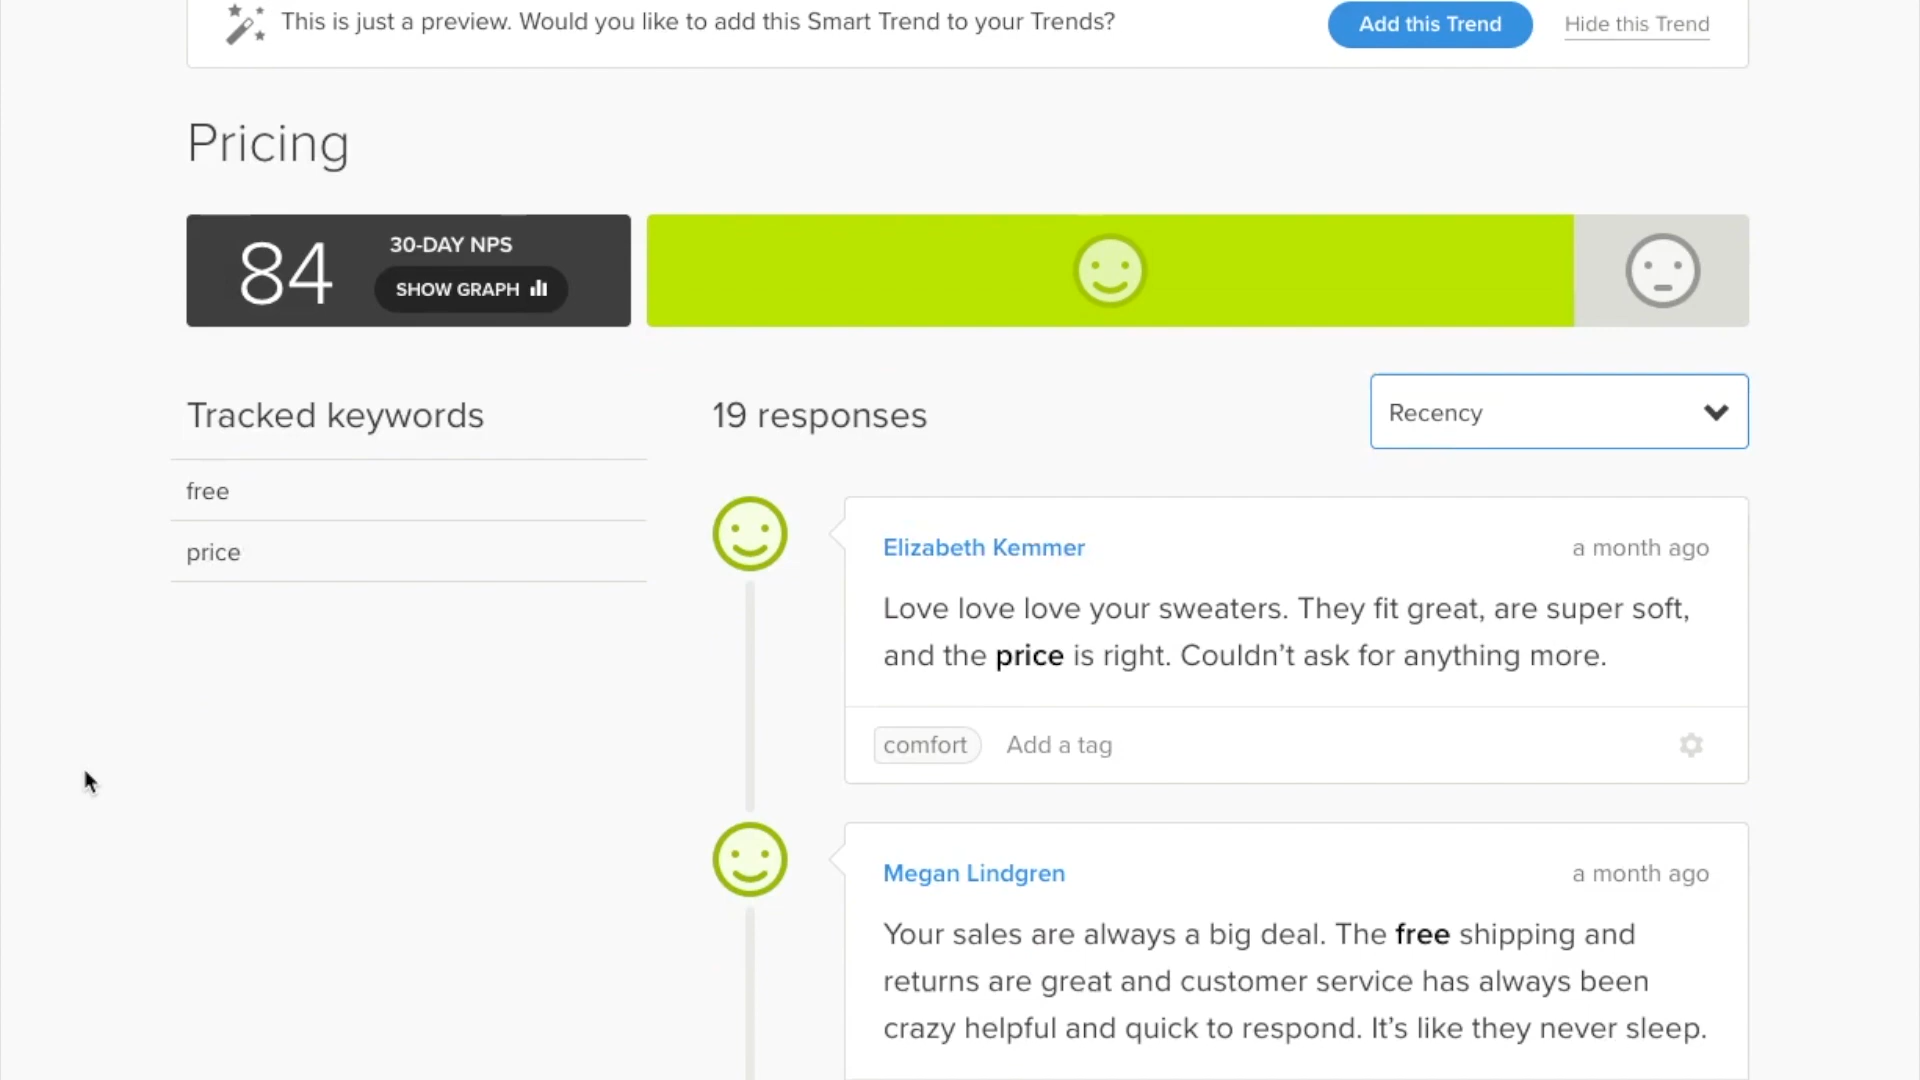 This is just a preview. Would you like to add this Smart Trend to your Trends?
Add this Trend
Hide this Trend
Pricing
84
30-DAY NPS
SHOW GRAPH
Tracked keywords
free
price
19 responses
Recency
Elizabeth Kemmer
a month ago
Love love love your sweaters. They fit great, are super soft,
and the price is right. Couldn’t ask for anything more.
comfort
Add a tag
Megan Lindgren
a month ago
Your sales are always a big deal. The free shipping and
returns are great and customer service has always been
crazy helpful and quick to respond. It’s like they never sleep.